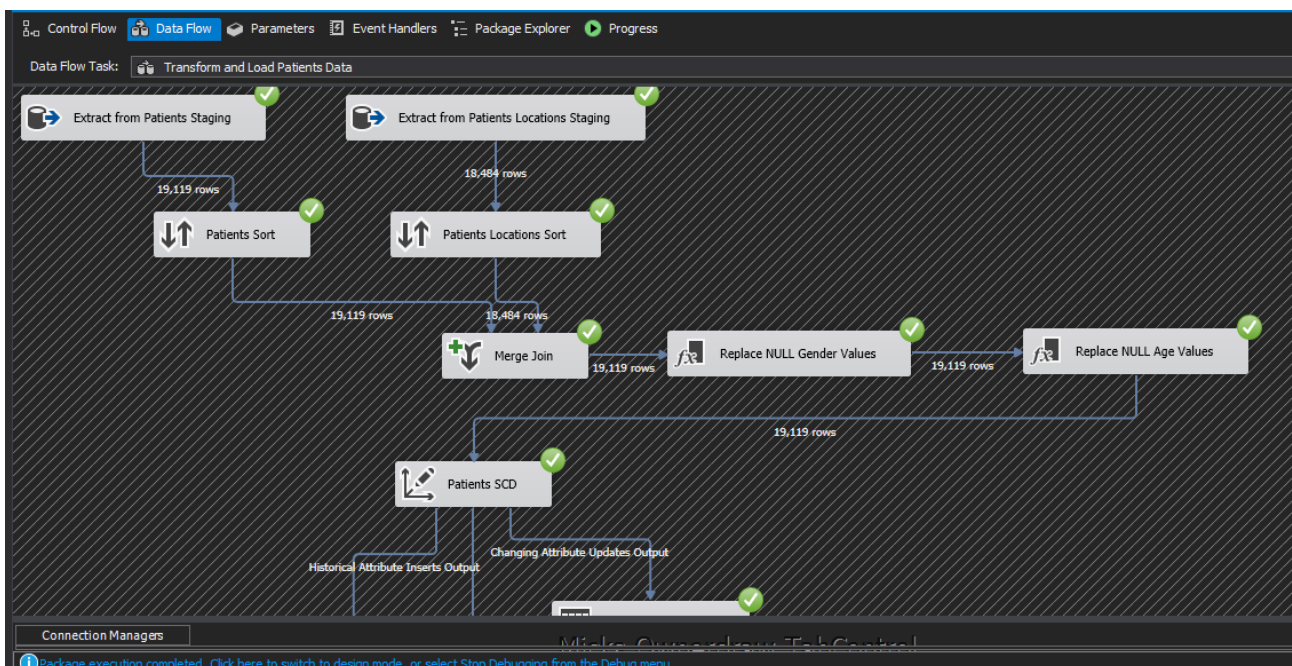 Control Flow Data Flow Parameters Event Handlers Package Explorer Progress
Data Flow Task: Transform and Load Patients Data
Extract from Patients Staging
Extract from Patients Locations Staging
19,119 rows
18,484 rows
Patients Sort
Patients Locations Sort
19,119 rows
18,484 rows
Merge Join
19,119 rows
Replace NULL Gender Values
19,119 rows
Replace NULL Age Values
19,119 rows
Patients SCD
Changing Attribute Updates Output
Historical Attribute Inserts Output
Connection Managers
Package execution completed. Click here to switch to design mode, or select Stop Debugging from the Debug menu.